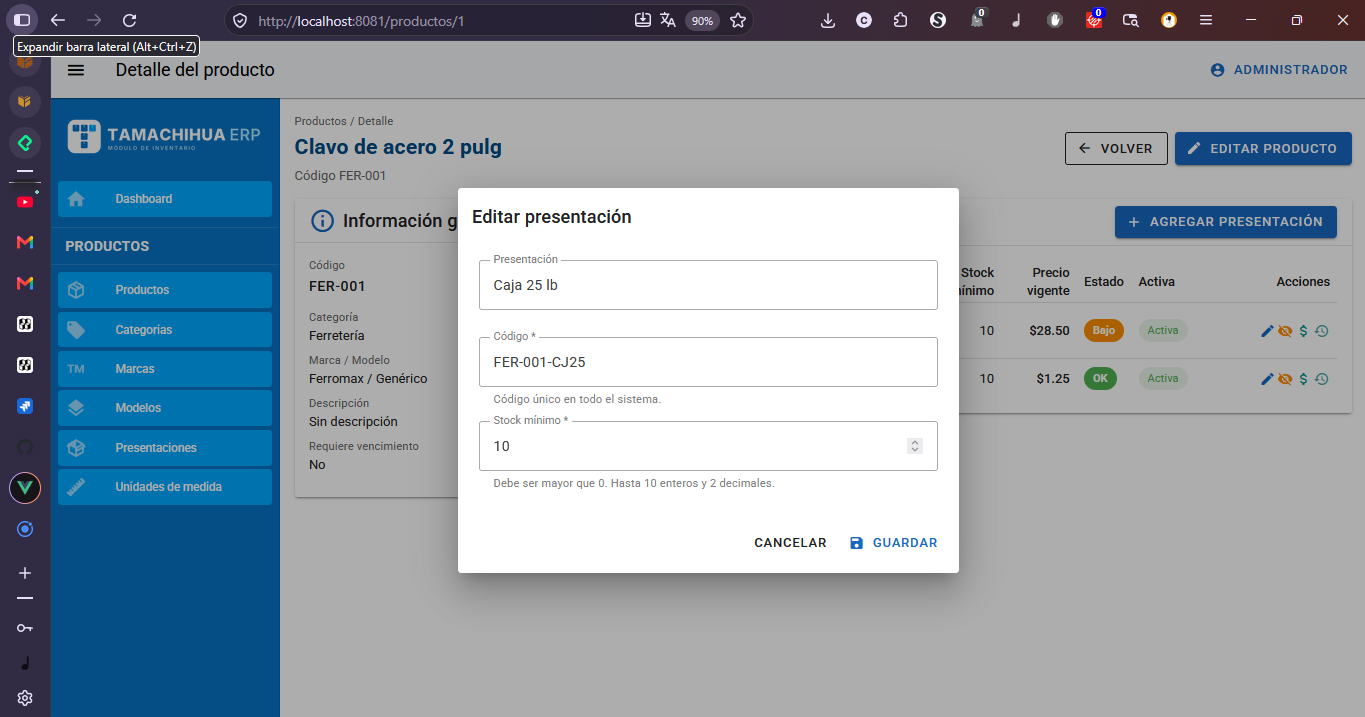 http://localhost:8081/productos/1
90%
0
0
Expandir barra lateral (Alt+Ctrl+Z)
Detalle del producto
ADMINISTRADOR
TAMACHIHUA ERP
MÓDULO DE INVENTARIO
Dashboard
PRODUCTOS
Productos
Categorias
TM
Marcas
Modelos
Presentaciones
Unidades de medida
Productos / Detalle
Clavo de acero 2 pulg
Código FER-001
VOLVER
EDITAR PRODUCTO
Información g
AGREGAR PRESENTACIÓN
Código
FER-001
Categoría
Ferretería
Marca / Modelo
Ferromax / Genérico
Descripción
Sin descripción
Requiere vencimiento
No
Stock
ínimo
Precio
vigente
Estado
Activa
Acciones
10
$28.50
Bajo
Activa
$
10
$1.25
OK
Activa
$
Editar presentación
Presentación
Caja 25 lb
Código *
FER-001-CJ25
Código único en todo el sistema.
Stock mínimo *
10
Debe ser mayor que 0. Hasta 10 enteros y 2 decimales.
CANCELAR
GUARDAR